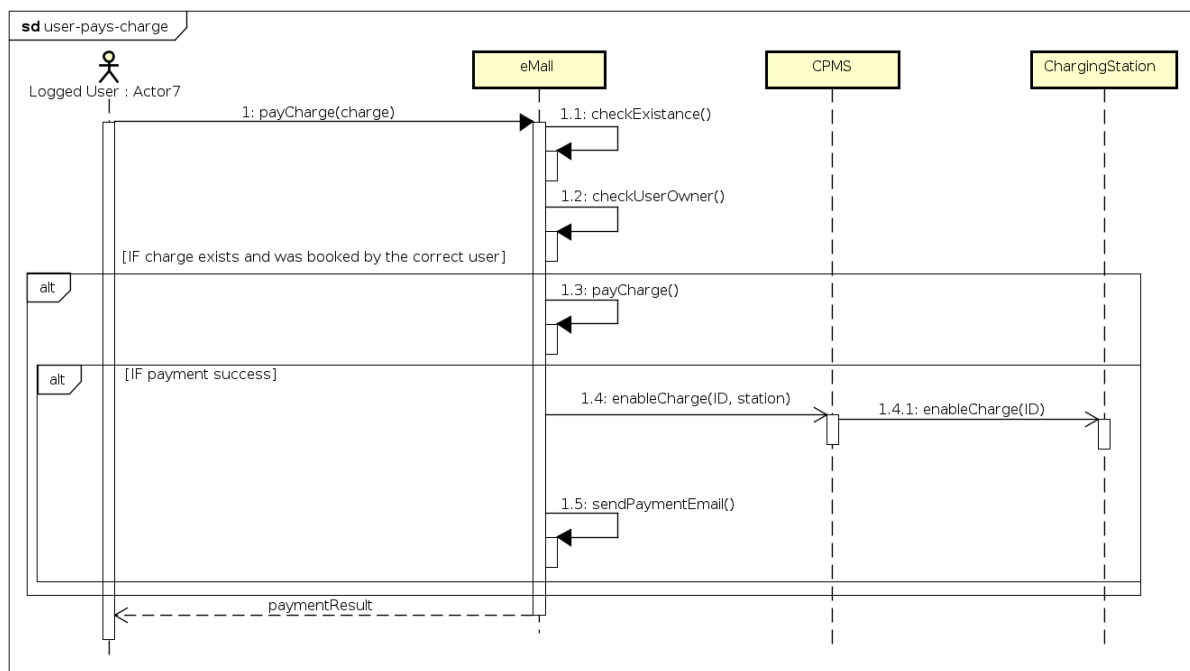 sd user-pays-charge
Logged User : Actor7
eMall
CPMS
ChargingStation
1: payCharge(charge)
1.1: checkExistance()
1.2: checkUserOwner()
[IF charge exists and was booked by the correct user]
alt
1.3: payCharge()
alt
[IF payment success]
1.4: enableCharge(ID, station)
1.4.1: enableCharge(ID)
1.5: sendPaymentEmail()
paymentResult